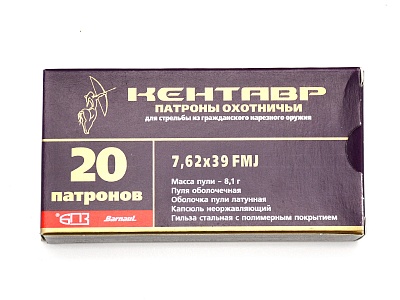 КЕНТАВР
ПАТРОНЫ ОХОТНИЧЬИ
для стрельбы из гражданского нарезного оружия
20
патронов
7,62х39 FMJ
Масса пули – 8,1 г
Пуля оболочечная
Оболочка пули латунная
Капсюль неоржавляющий
Гильза стальная с полимерным покрытием
БПЗ
Barnaul